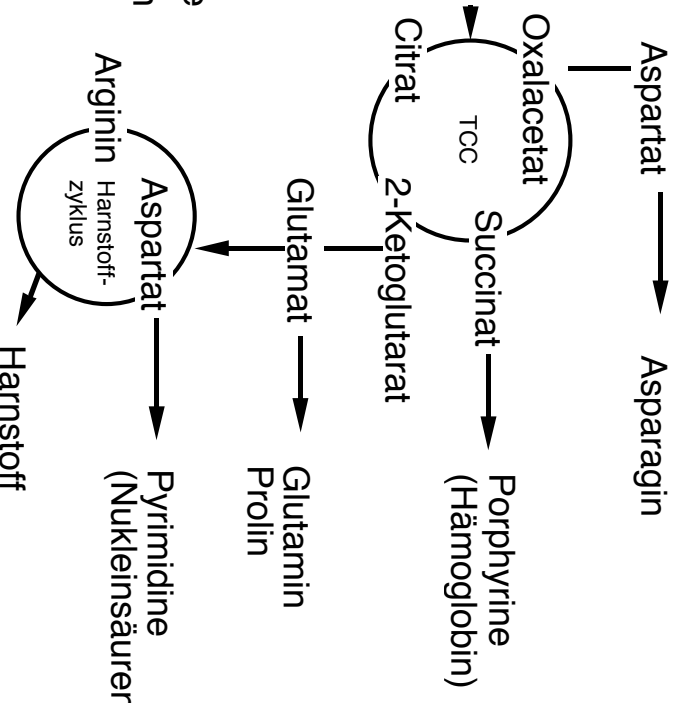 Aspartat
Asparagin
Oxalacetat
TCC
Succinat
Porphyrine
(Hämoglobin)
Citrat
2-Ketoglutarat
Glutamat
Glutamin
Prolin
Aspartat
Pyrimidine
(Nukleinsäuren
Arginin
Harnstoff-
zyklus
Harnstoff